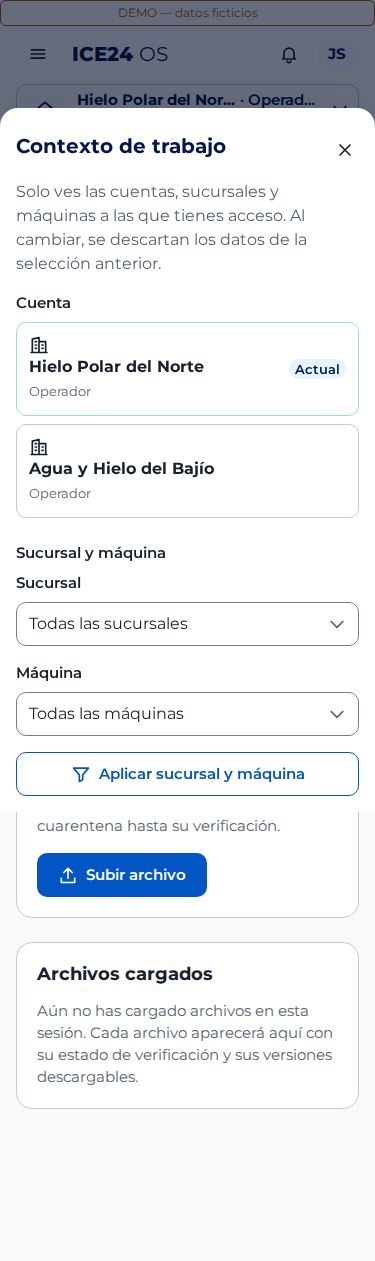 DEMO — datos ficticios
ICE24 OS
JS
Hielo Polar del Nor... · Operad...
Contexto de trabajo
Solo ves las cuentas, sucursales y
máquinas a las que tienes acceso. Al
cambiar, se descartan los datos de la
selección anterior.
Cuenta
Hielo Polar del Norte
Actual
Operador
Agua y Hielo del Bajío
Operador
Sucursal y máquina
Sucursal
Todas las sucursales
Máquina
Todas las máquinas
Aplicar sucursal y máquina
cuarentena hasta su verificación.
Subir archivo
Archivos cargados
Aún no has cargado archivos en esta
sesión. Cada archivo aparecerá aquí con
su estado de verificación y sus versiones
descargables.